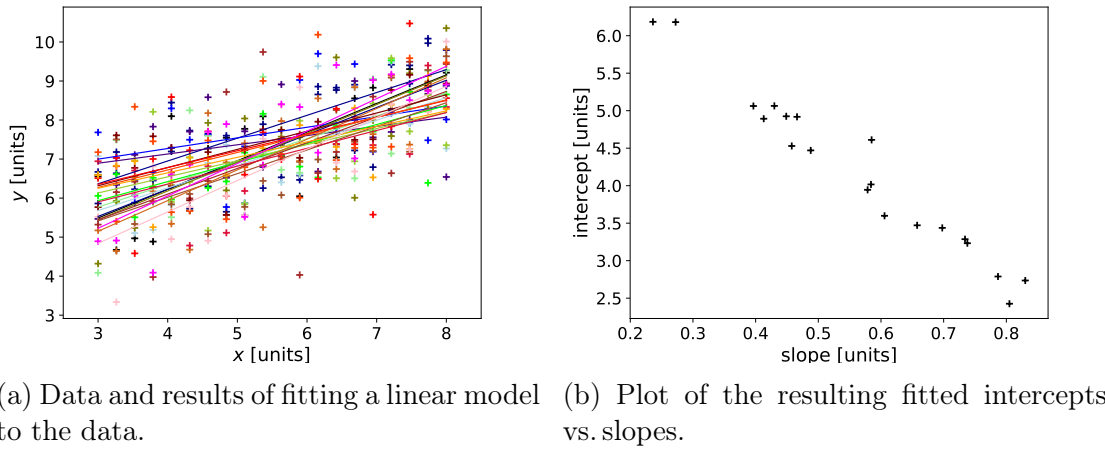 10
9
8
7
6
5
4
3
y [units]
3 4 5 6 7 8
x [units]
6.0
5.5
5.0
4.5
4.0
3.5
3.0
2.5
intercept [units]
0.2 0.3 0.4 0.5 0.6 0.7 0.8
slope [units]
a) Data and results of fitting a linear model
to the data.
(b) Plot of the resulting fitted intercepts
vs. slopes.